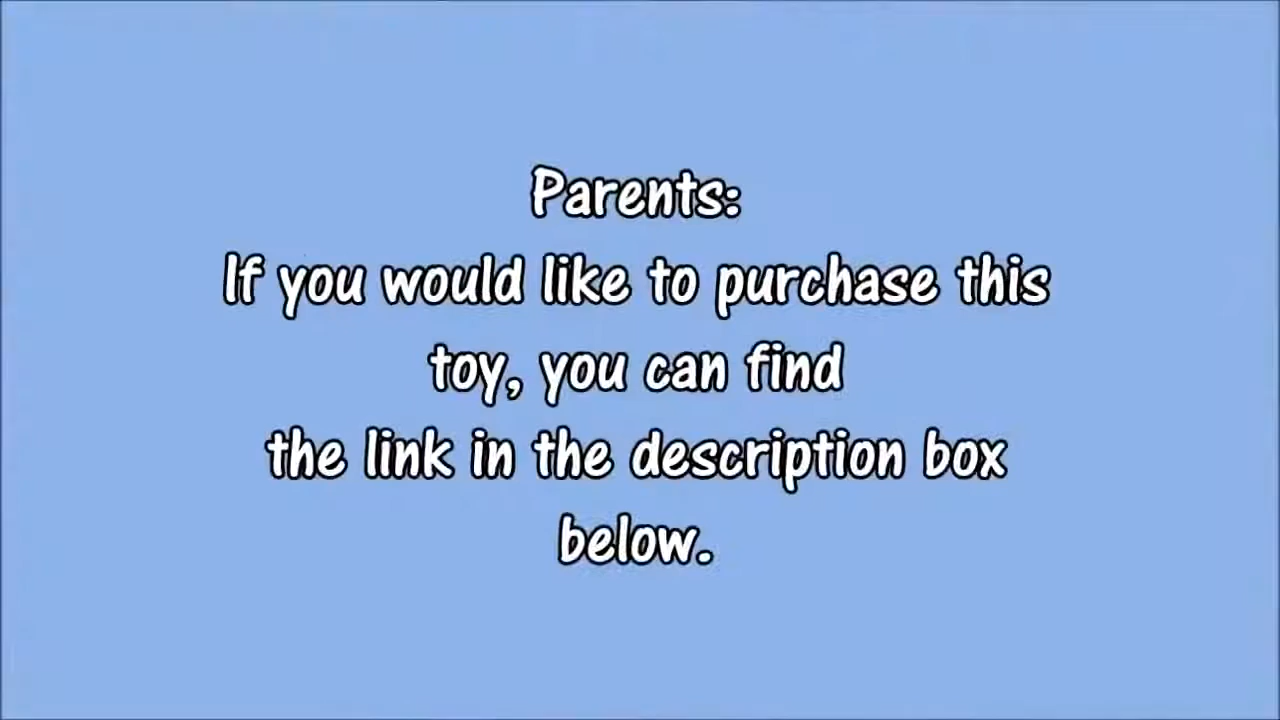 Parents:
If you would like to purchase this
toy, you can find
the link in the description box
below.